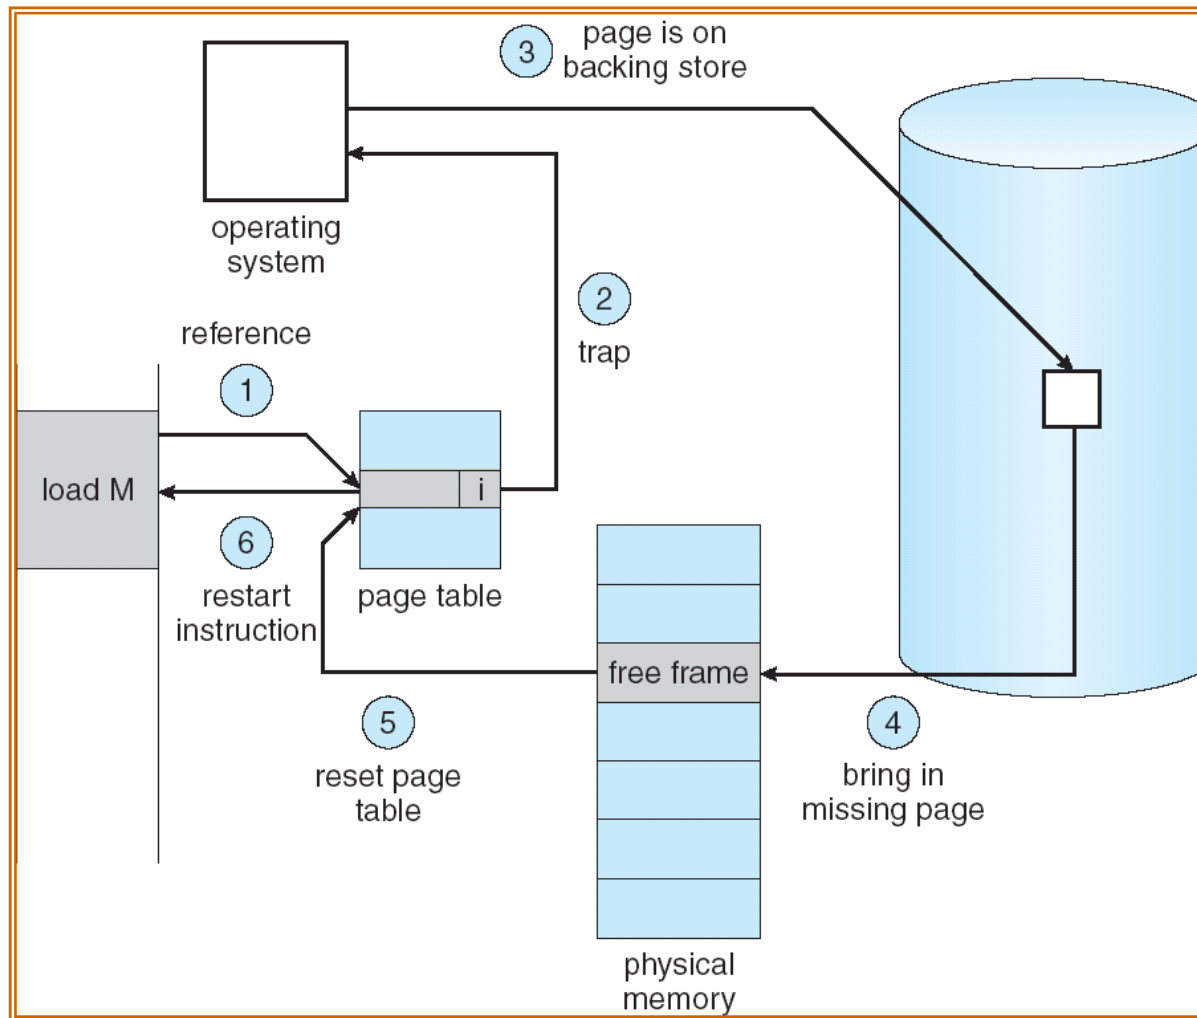 3
page is on
backing store
operating
system
2
trap
reference
1
load M
i
6
restart
instruction
page table
free frame
5
reset page
table
4
bring in
missing page
physical
memory